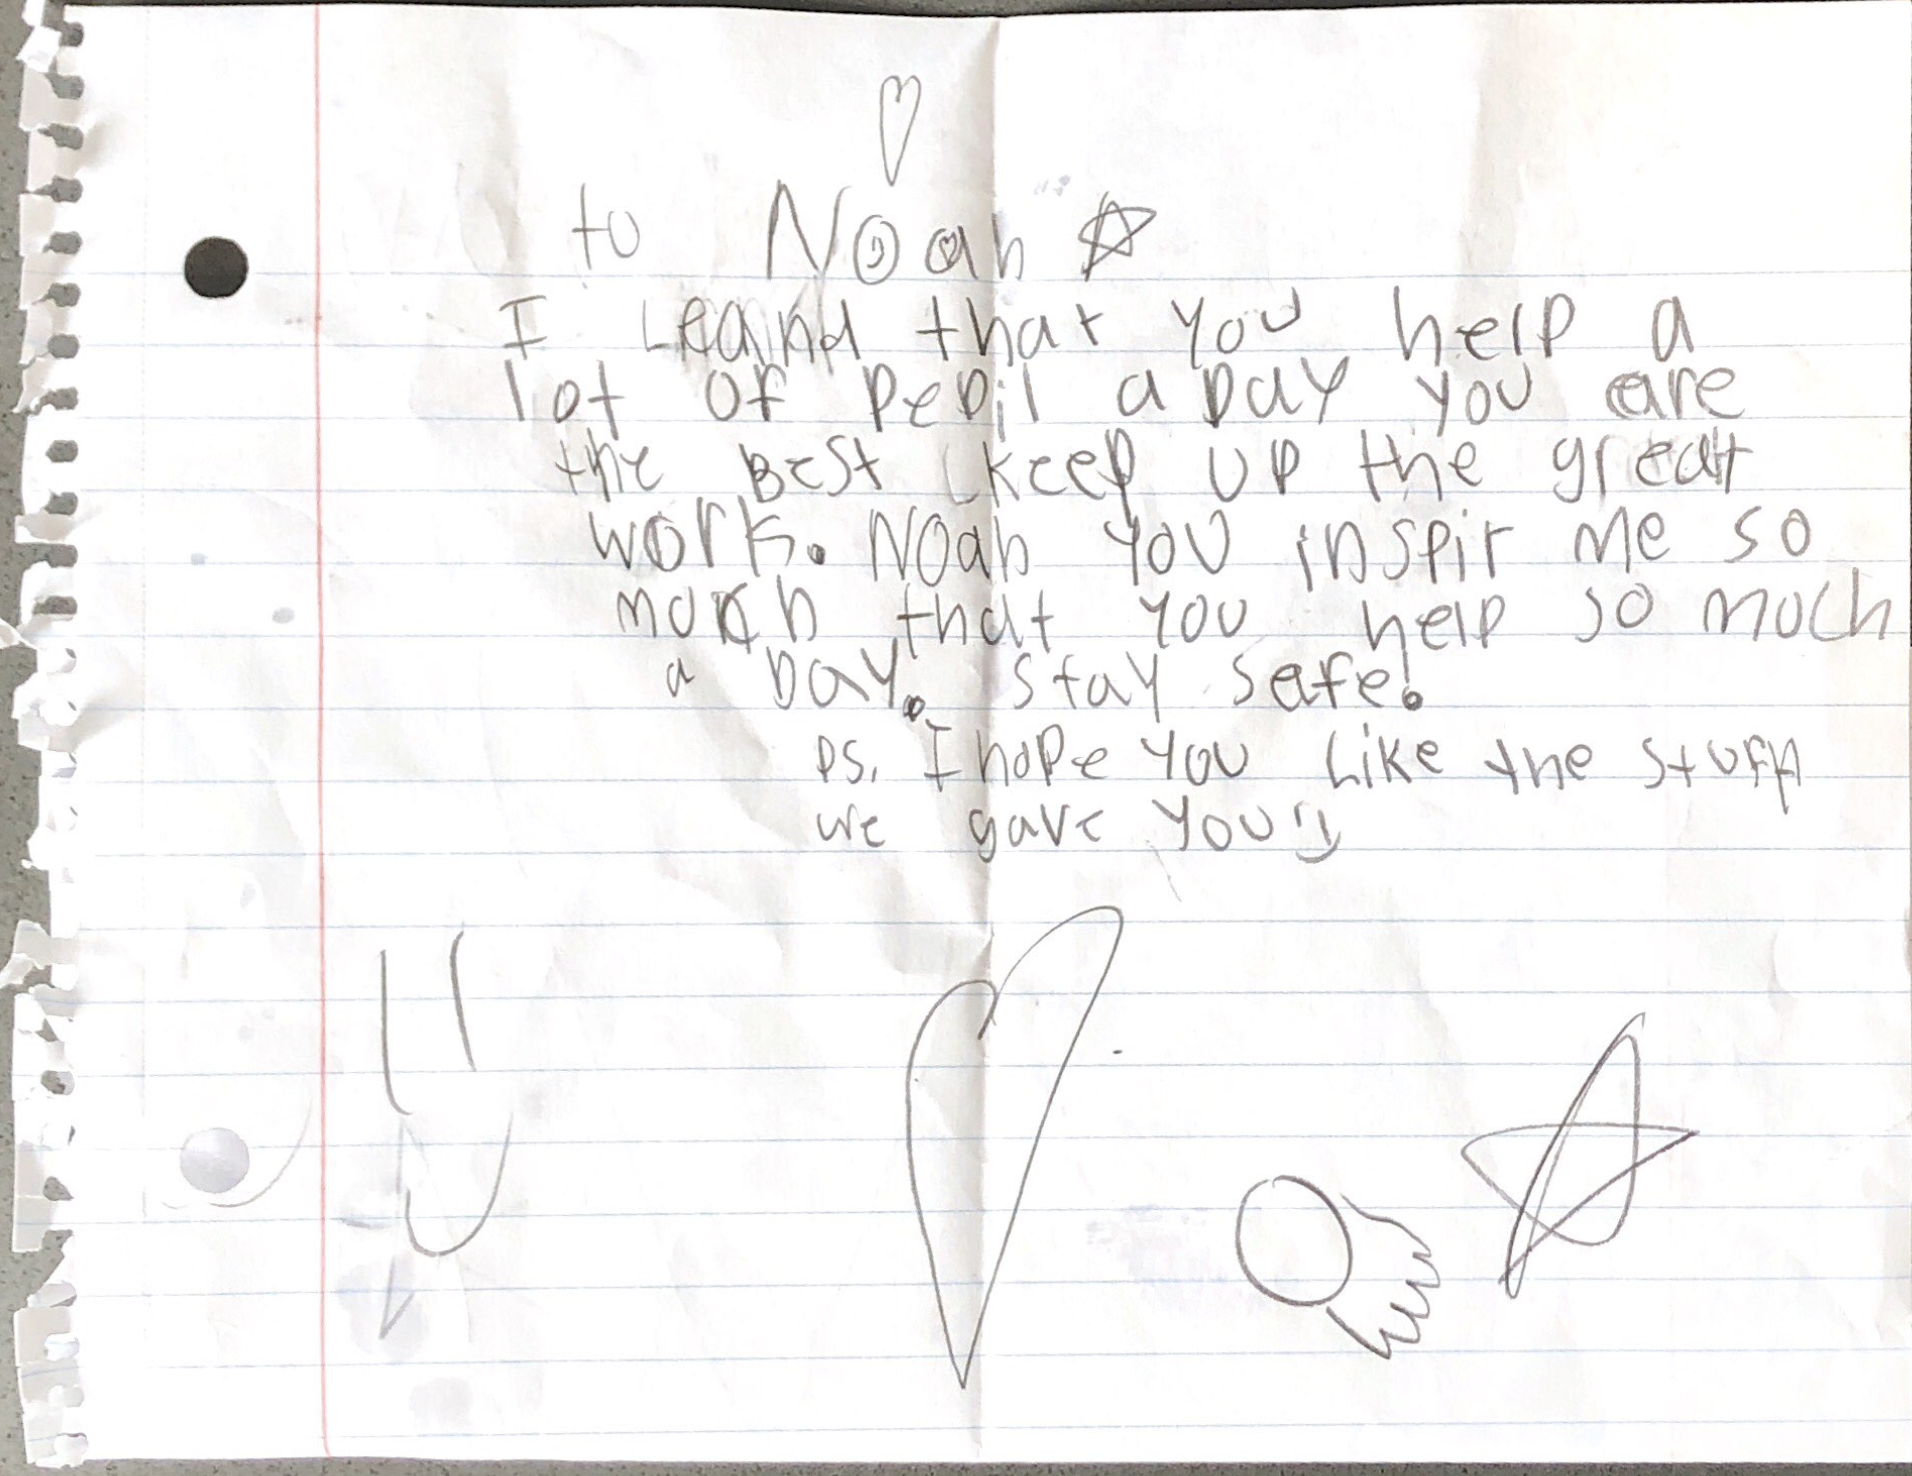 to Noah
I Leand that you help a
lot of pepil a Day you are
the Best keep up the great
work. Noah you inspir me so
much that you help so much
a Day. stay safe!
Ps. I hope you Like the stuff
we gave you :)